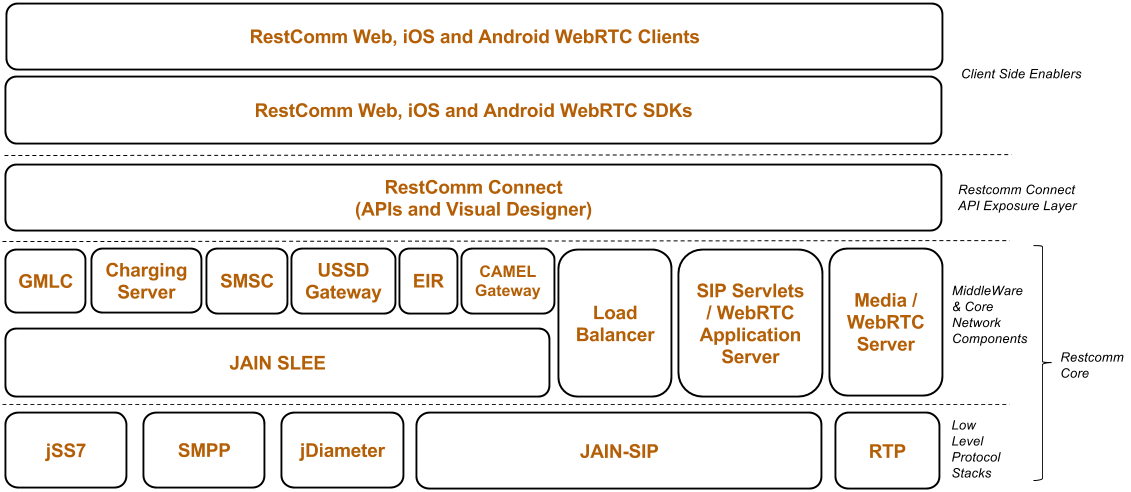 RestComm Web, iOS and Android WebRTC Clients
RestComm Web, iOS and Android WebRTC SDKs
Client Side Enablers
RestComm Connect
(APIs and Visual Designer)
Restcomm Connect
API Exposure Layer
GMLC
Charging
Server
SMSC
USSD
Gateway
EIR
CAMEL
Gateway
JAIN SLEE
Load
Balancer
SIP Servlets
/ WebRTC
Application
Server
Media /
WebRTC
Server
MiddleWare
& Core
Network
Components
Restcomm
Core
jSS7
SMPP
jDiameter
JAIN-SIP
RTP
Low
Level
Protocol
Stacks